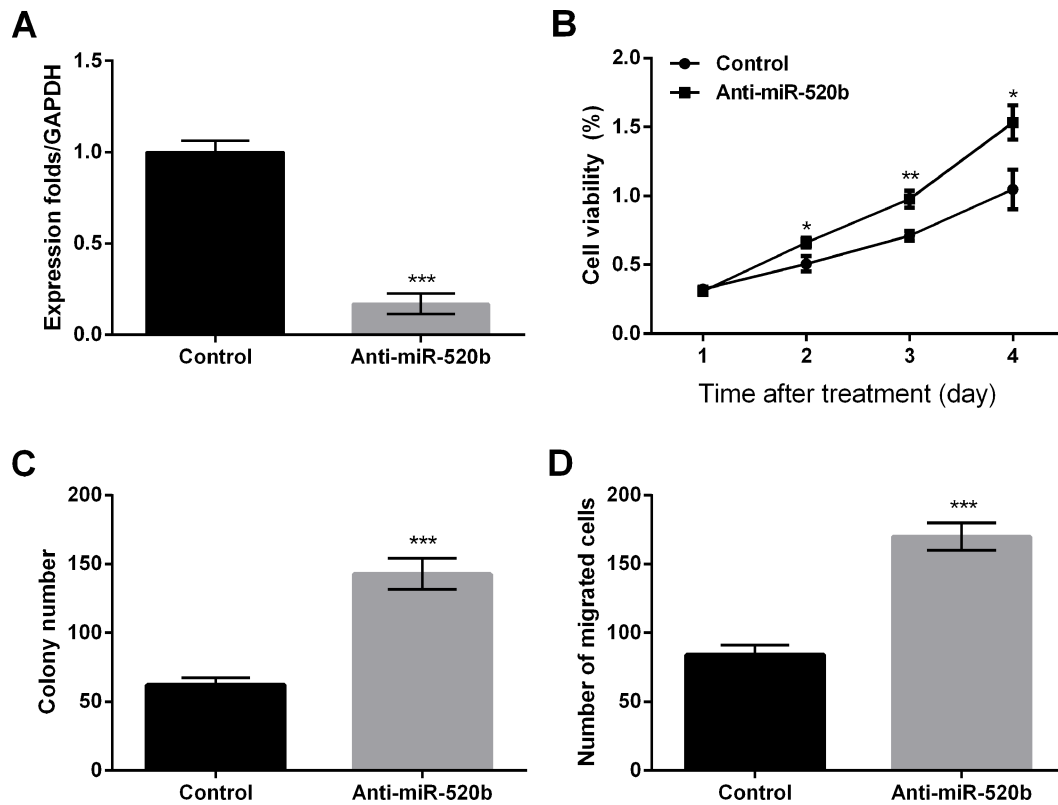 A
Expression folds/GAPDH
1.5
1.0
0.5
0.0
***
Control
Anti-miR-520b
B
Cell viability (%)
2.0
1.5
1.0
0.5
0.0
Control
Anti-miR-520b
*
**
*
1
2
3
4
Time after treatment (day)
C
Colony number
200
150
100
50
0
***
Control
Anti-miR-520b
D
Number of migrated cells
200
150
100
50
0
***
Control
Anti-miR-520b